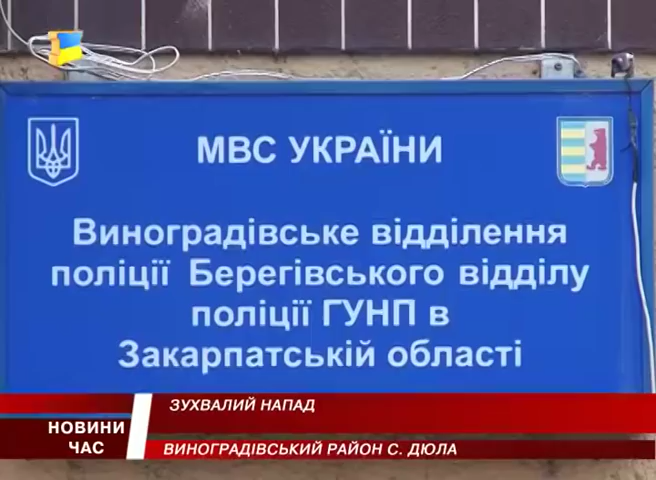 МВС УКРАЇНИ
Виноградівське відділення
поліції Берегівського відділу
поліції ГУНП в
Закарпатській області
ЗУХВАЛИЙ НАПАД
НОВИНИ
ЧАС
ВИНОГРАДІВСЬКИЙ РАЙОН С. ДЮЛА